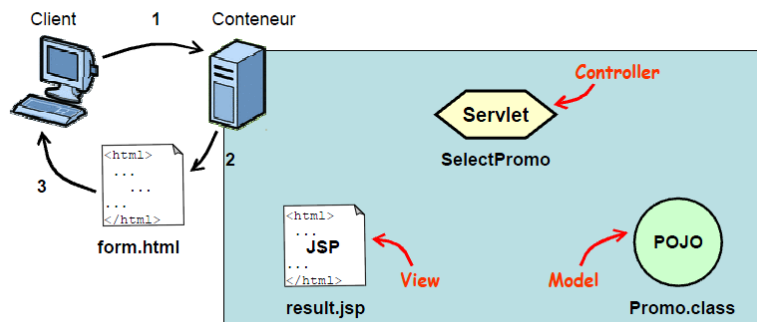 Client
1
Conteneur
Controller
Servlet
SelectPromo
2
3
<html>
...
...
...
</html>
form.html
<html>
...
JSP
...
</html>
result.jsp
View
Model
POJO
Promo.class